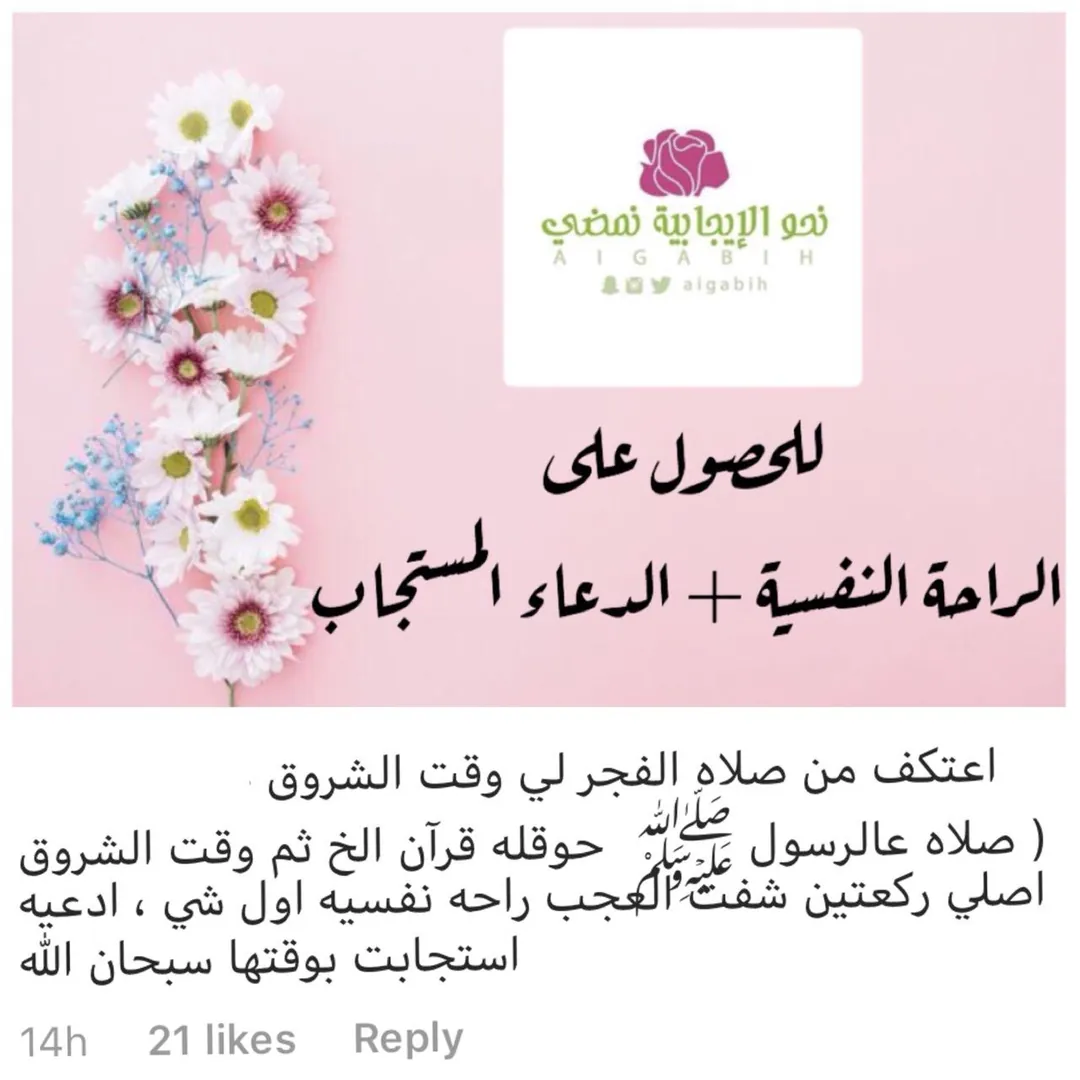 نحو الإيجابية نمضي
AIGABIH
aigabih
للحصول على
الراحة النفسية + الدعاء المستجاب
اعتكف من صلاه الفجر لي وقت الشروق
( صلاه عالرسول ﷺ حوقله قرآن الخ ثم وقت الشروق
اصلي ركعتين شفت العجب راحه نفسيه اول شي ، ادعيه
استجابت بوقتها سبحان الله
14h 21 likes Reply